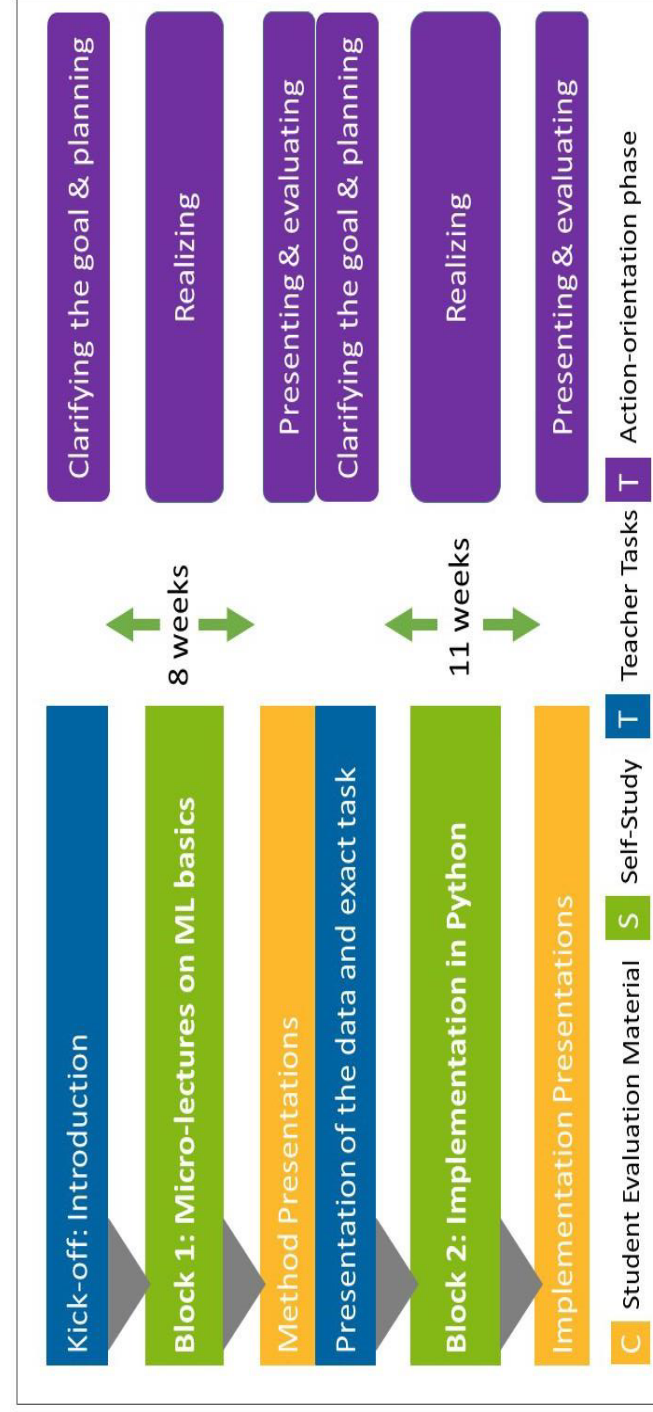 Kick-off: Introduction
Clarifying the goal & planning
Block 1: Micro-lectures on ML basics
8 weeks
Realizing
Method Presentations
Presenting & evaluating
Presentation of the data and exact task
Clarifying the goal & planning
Block 2: Implementation in Python
11 weeks
Realizing
Implementation Presentations
Presenting & evaluating
C Student Evaluation Material S Self-Study T Teacher Tasks T Action-orientation phase